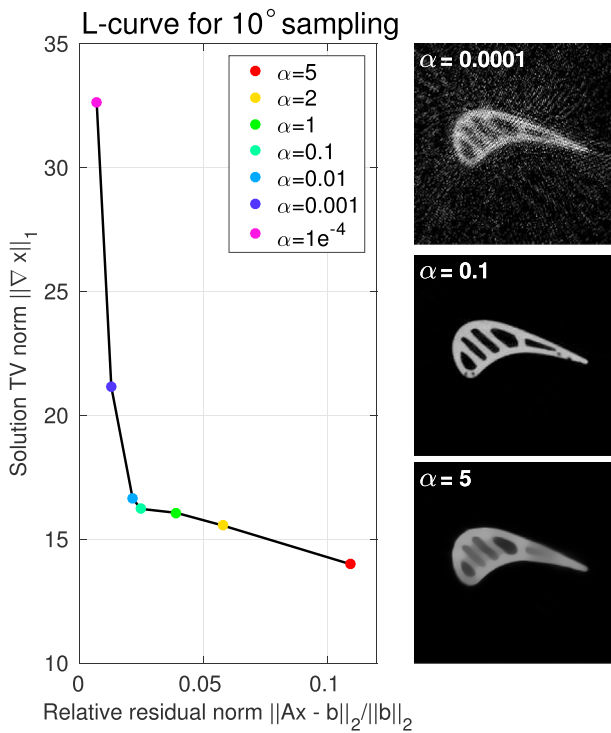 L-curve for 10° sampling
35
30
25
20
15
10
0
0.05
0.1
Solution TV norm ||∇ x||₁
Relative residual norm ||Ax - b||₂/||b||₂
α=5
α=2
α=1
α=0.1
α=0.01
α=0.001
α=1e⁻⁴
α = 0.0001
α = 0.1
α = 5